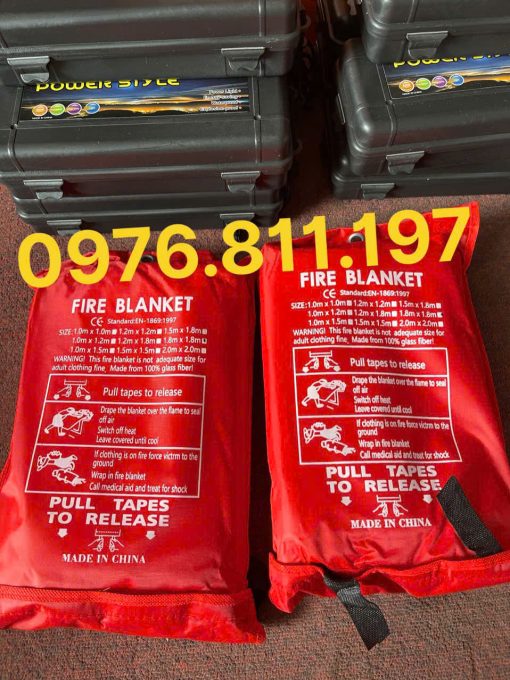 POWER STYLE
POWER STYLE
0976.811.197
FIRE BLANKET
CE Standard:EN-1869:1997
SIZE:1.0m x 1.0m 1.2m x 1.2m 1.5m x 1.8m
1.0m x 1.2m 1.2m x 1.8m 1.8m x 1.8m
1.0m x 1.5m 1.5m x 1.5m 2.0m x 2.0m
WARNING! This fire blanket is not adequate size for
adult clothing fine, Made from 100% glass fiber!
Pull tapes to release
Drape the blanket over the flame to seal
off air
Switch off heat
Leave covered until cool
If clothing is on fire force victrm to the
ground
Wrap in fire blanket
Call medical aid and treat for shock
PULL TAPES
TO RELEASE
MADE IN CHINA
FIRE BLANKET
CE Standard:EN-1869:1997
SIZE:1.0m x 1.0m 1.2m x 1.2m 1.5m x 1.8m
1.0m x 1.2m 1.2m x 1.8m 1.8m x 1.8m
1.0m x 1.5m 1.5m x 1.5m 2.0m x 2.0m
WARNING! This fire blanket is not adequate size for
adult clothing fine, Made from 100% glass fiber!
Pull tapes to release
Drape the blanket over the flame to seal
off air
Switch off heat
Leave covered until cool
If clothing is on fire force victrm to the
ground
Wrap in fire blanket
Call medical aid and treat for shock
PULL TAPES
TO RELEASE
MADE IN CHINA